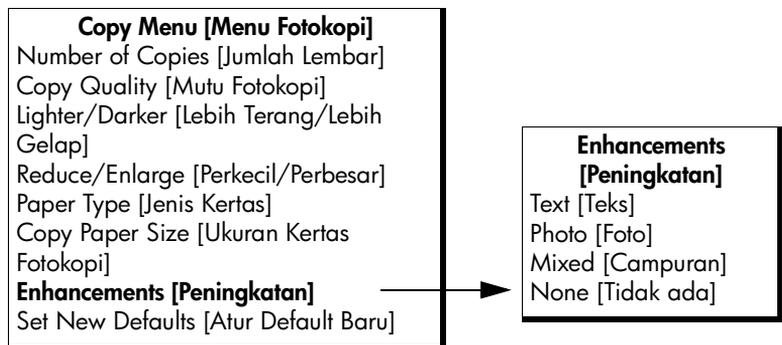 Copy Menu [Menu Fotokopi]
Number of Copies [Jumlah Lembar]
Copy Quality [Mutu Fotokopi]
Lighter/Darker [Lebih Terang/Lebih
Gelap]
Reduce/Enlarge [Perkecil/Perbesar]
Paper Type [Jenis Kertas]
Copy Paper Size [Ukuran Kertas
Fotokopi]
Enhancements [Peningkatan]
Set New Defaults [Atur Default Baru]
Enhancements
[Peningkatan]
Text [Teks]
Photo [Foto]
Mixed [Campuran]
None [Tidak ada]